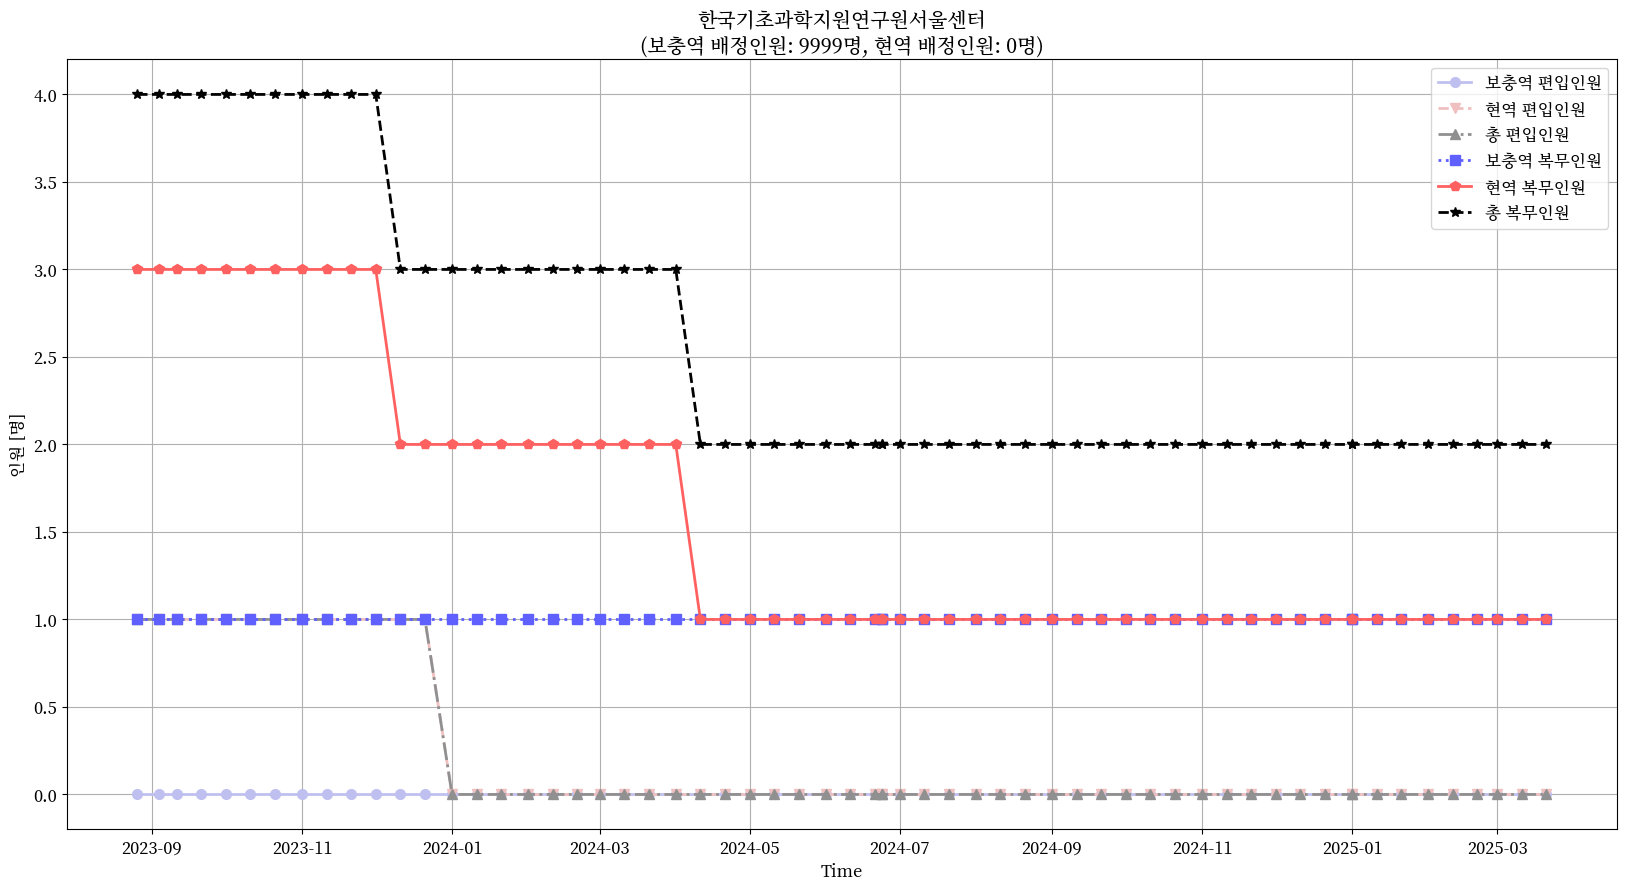 한국기초과학지원연구원서울센터
(보충역 배정인원: 9999명, 현역 배정인원: 0명)
보충역 편입인원
현역 편입인원
총 편입인원
보충역 복무인원
현역 복무인원
총 복무인원
인원 [명]
4.0
3.5
3.0
2.5
2.0
1.5
1.0
0.5
0.0
2023-09
2023-11
2024-01
2024-03
2024-05
2024-07
2024-09
2024-11
2025-01
2025-03
Time